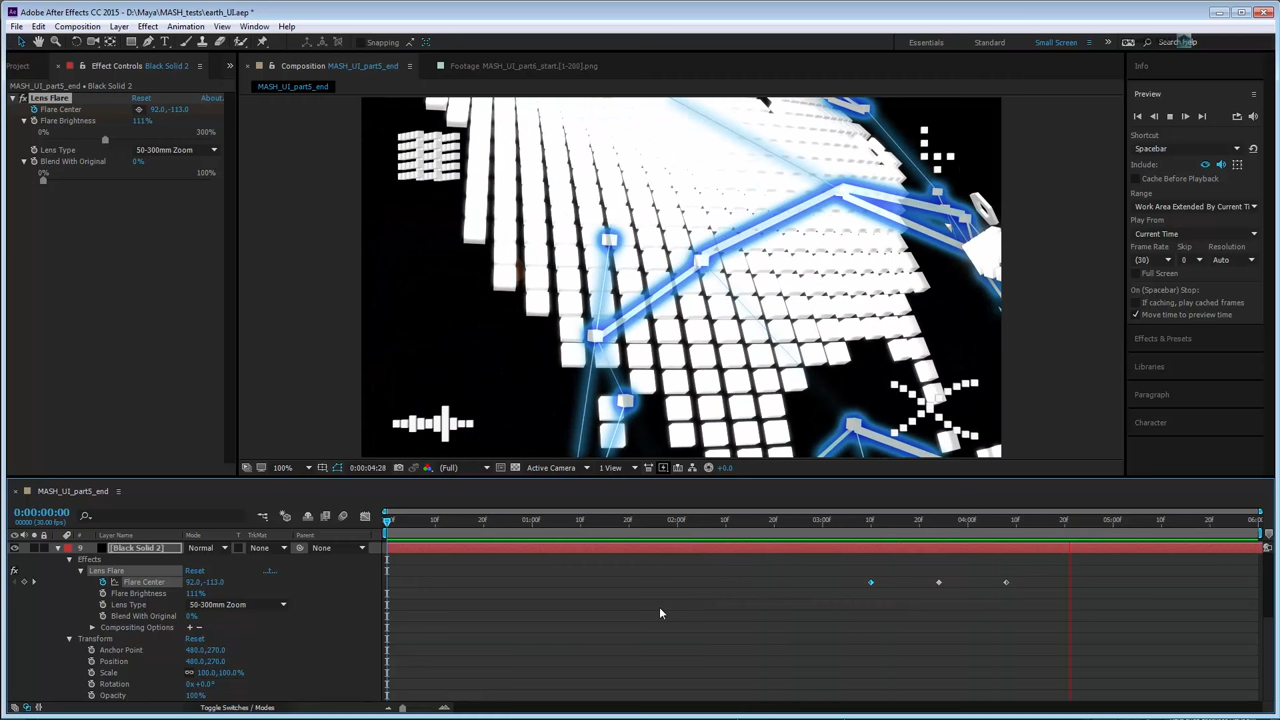 Adobe After Effects CC 2015 - D:\Maya\MASH_tests\earth_UI.aep *
File Edit Composition Layer Effect Animation View Window Help
Snapping Essentials Standard Small Screen Search Help
Project Effect Controls Black Solid 2 Composition MASH_UI_part5_end Footage MASH_UI_part6_start.[1-200].png Info
MASH_UI_part5_end • Black Solid 2
MASH_UI_part5_end
Preview
fx Lens Flare Reset About...
Flare Center 92.0,-113.0
Flare Brightness 111%
0% 300%
Lens Type 50-300mm Zoom
Blend With Original 0%
0% 100%
Shortcut
Spacebar
Include:
Cache Before Playback
Range
Work Area Extended By Current Ti
Play From
Current Time
Frame Rate Skip Resolution
(30) 0 Auto
Full Screen
On (Spacebar) Stop:
If caching, play cached frames
Move time to preview time
Effects & Presets
Libraries
Paragraph
Character
100% 0:00:04:28 (Full) Active Camera 1 View +0.0
MASH_UI_part5_end
0:00:00:00
00000 (30.00 fps)
10f 20f 01:00f 10f 20f 02:00f 10f 20f 03:00f 10f 20f 04:00f 10f 20f 05:00f 10f 20f 06:0
# Layer Name Mode T TrkMat Parent
9 [Black Solid 2] Normal None None
Effects
fx Lens Flare Reset ...t...
Flare Center 92.0,-113.0
Flare Brightness 111%
Lens Type 50-300mm Zoom
Blend With Original 0%
Compositing Options + –
Transform Reset
Anchor Point 480.0,270.0
Position 480.0,270.0
Scale 100.0,100.0%
Rotation 0x+0.0°
Opacity 100%
Toggle Switches / Modes